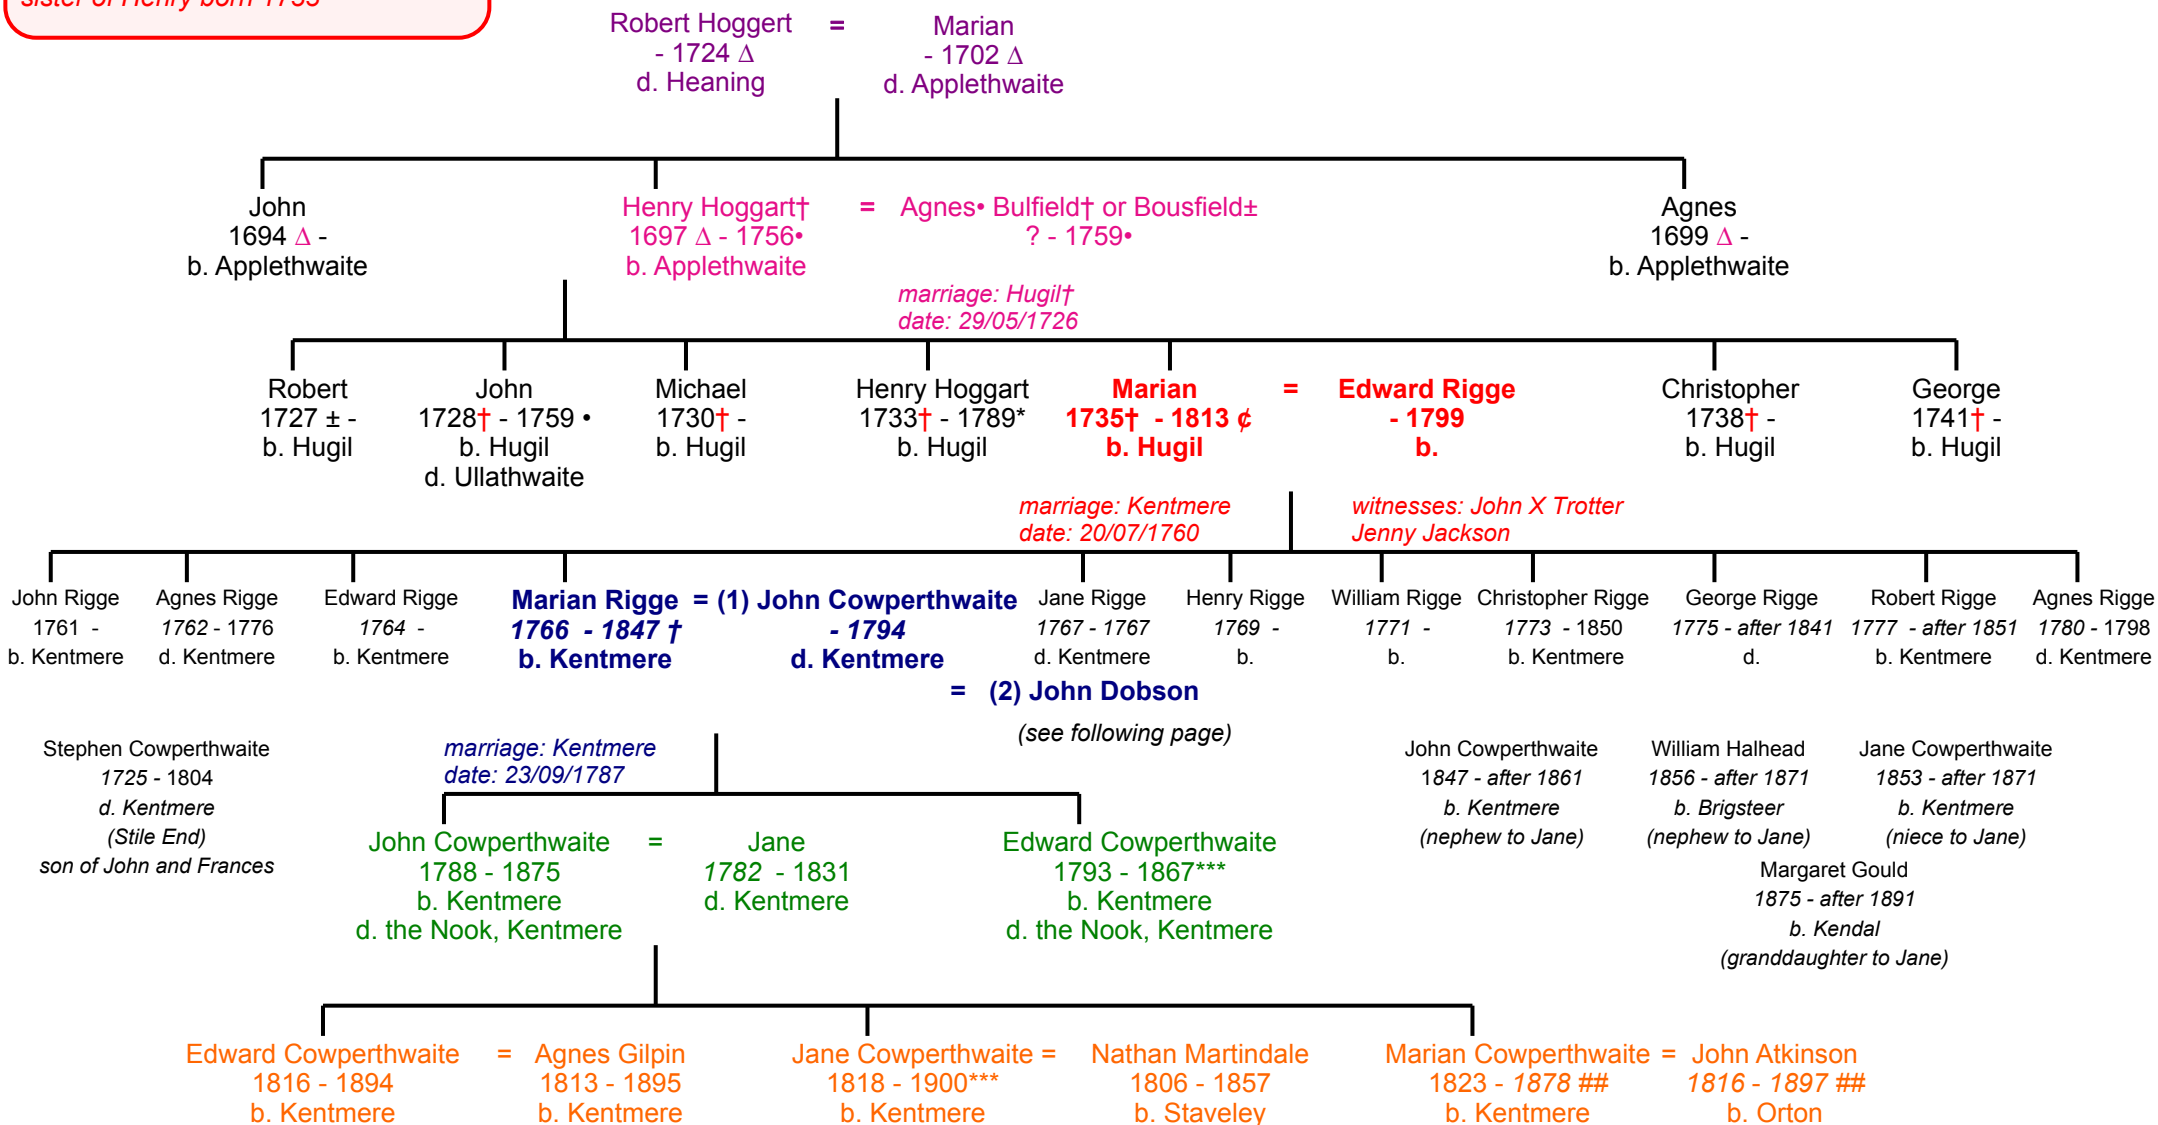 sister of Henry born 1733
Robert Hoggert = Marian
- 1724 Δ - 1702 Δ
d. Heaning d. Applethwaite
John Henry Hoggart† = Agnes• Bulfield† or Bousfield± Agnes
1694 Δ - 1697 Δ - 1756• ? - 1759• 1699 Δ -
b. Applethwaite b. Applethwaite b. Applethwaite
marriage: Hugil†
date: 29/05/1726
Robert John Michael Henry Hoggart Marian = Edward Rigge Christopher George
1727 ± - 1728† - 1759 • 1730† - 1733† - 1789* 1735† - 1813 ¢ - 1799 1738† - 1741† -
b. Hugil b. Hugil b. Hugil b. Hugil b. Hugil b. b. Hugil b. Hugil
d. Ullathwaite
marriage: Kentmere witnesses: John X Trotter
date: 20/07/1760 Jenny Jackson
John Rigge Agnes Rigge Edward Rigge Marian Rigge = (1) John Cowperthwaite Jane Rigge Henry Rigge William Rigge Christopher Rigge George Rigge Robert Rigge Agnes Rigge
1761 - 1762 - 1776 1764 - 1766 - 1847 † - 1794 1767 - 1767 1769 - 1771 - 1773 - 1850 1775 - after 1841 1777 - after 1851 1780 - 1798
b. Kentmere d. Kentmere b. Kentmere b. Kentmere d. Kentmere d. Kentmere b. b. b. Kentmere d. b. Kentmere d. Kentmere
= (2) John Dobson
(see following page)
Stephen Cowperthwaite marriage: Kentmere John Cowperthwaite William Halhead Jane Cowperthwaite
1725 - 1804 date: 23/09/1787 1847 - after 1861 1856 - after 1871 1853 - after 1871
d. Kentmere b. Kentmere b. Brigsteer b. Kentmere
(Stile End) (nephew to Jane) (nephew to Jane) (niece to Jane)
son of John and Frances
John Cowperthwaite = Jane Edward Cowperthwaite Margaret Gould
1788 - 1875 1782 - 1831 1793 - 1867*** 1875 - after 1891
b. Kentmere d. Kentmere b. Kentmere b. Kendal
d. the Nook, Kentmere d. the Nook, Kentmere (granddaughter to Jane)
Edward Cowperthwaite = Agnes Gilpin Jane Cowperthwaite = Nathan Martindale Marian Cowperthwaite = John Atkinson
1816 - 1894 1813 - 1895 1818 - 1900*** 1806 - 1857 1823 - 1878 ## 1816 - 1897 ##
b. Kentmere b. Kentmere b. Kentmere b. Staveley b. Kentmere b. Orton